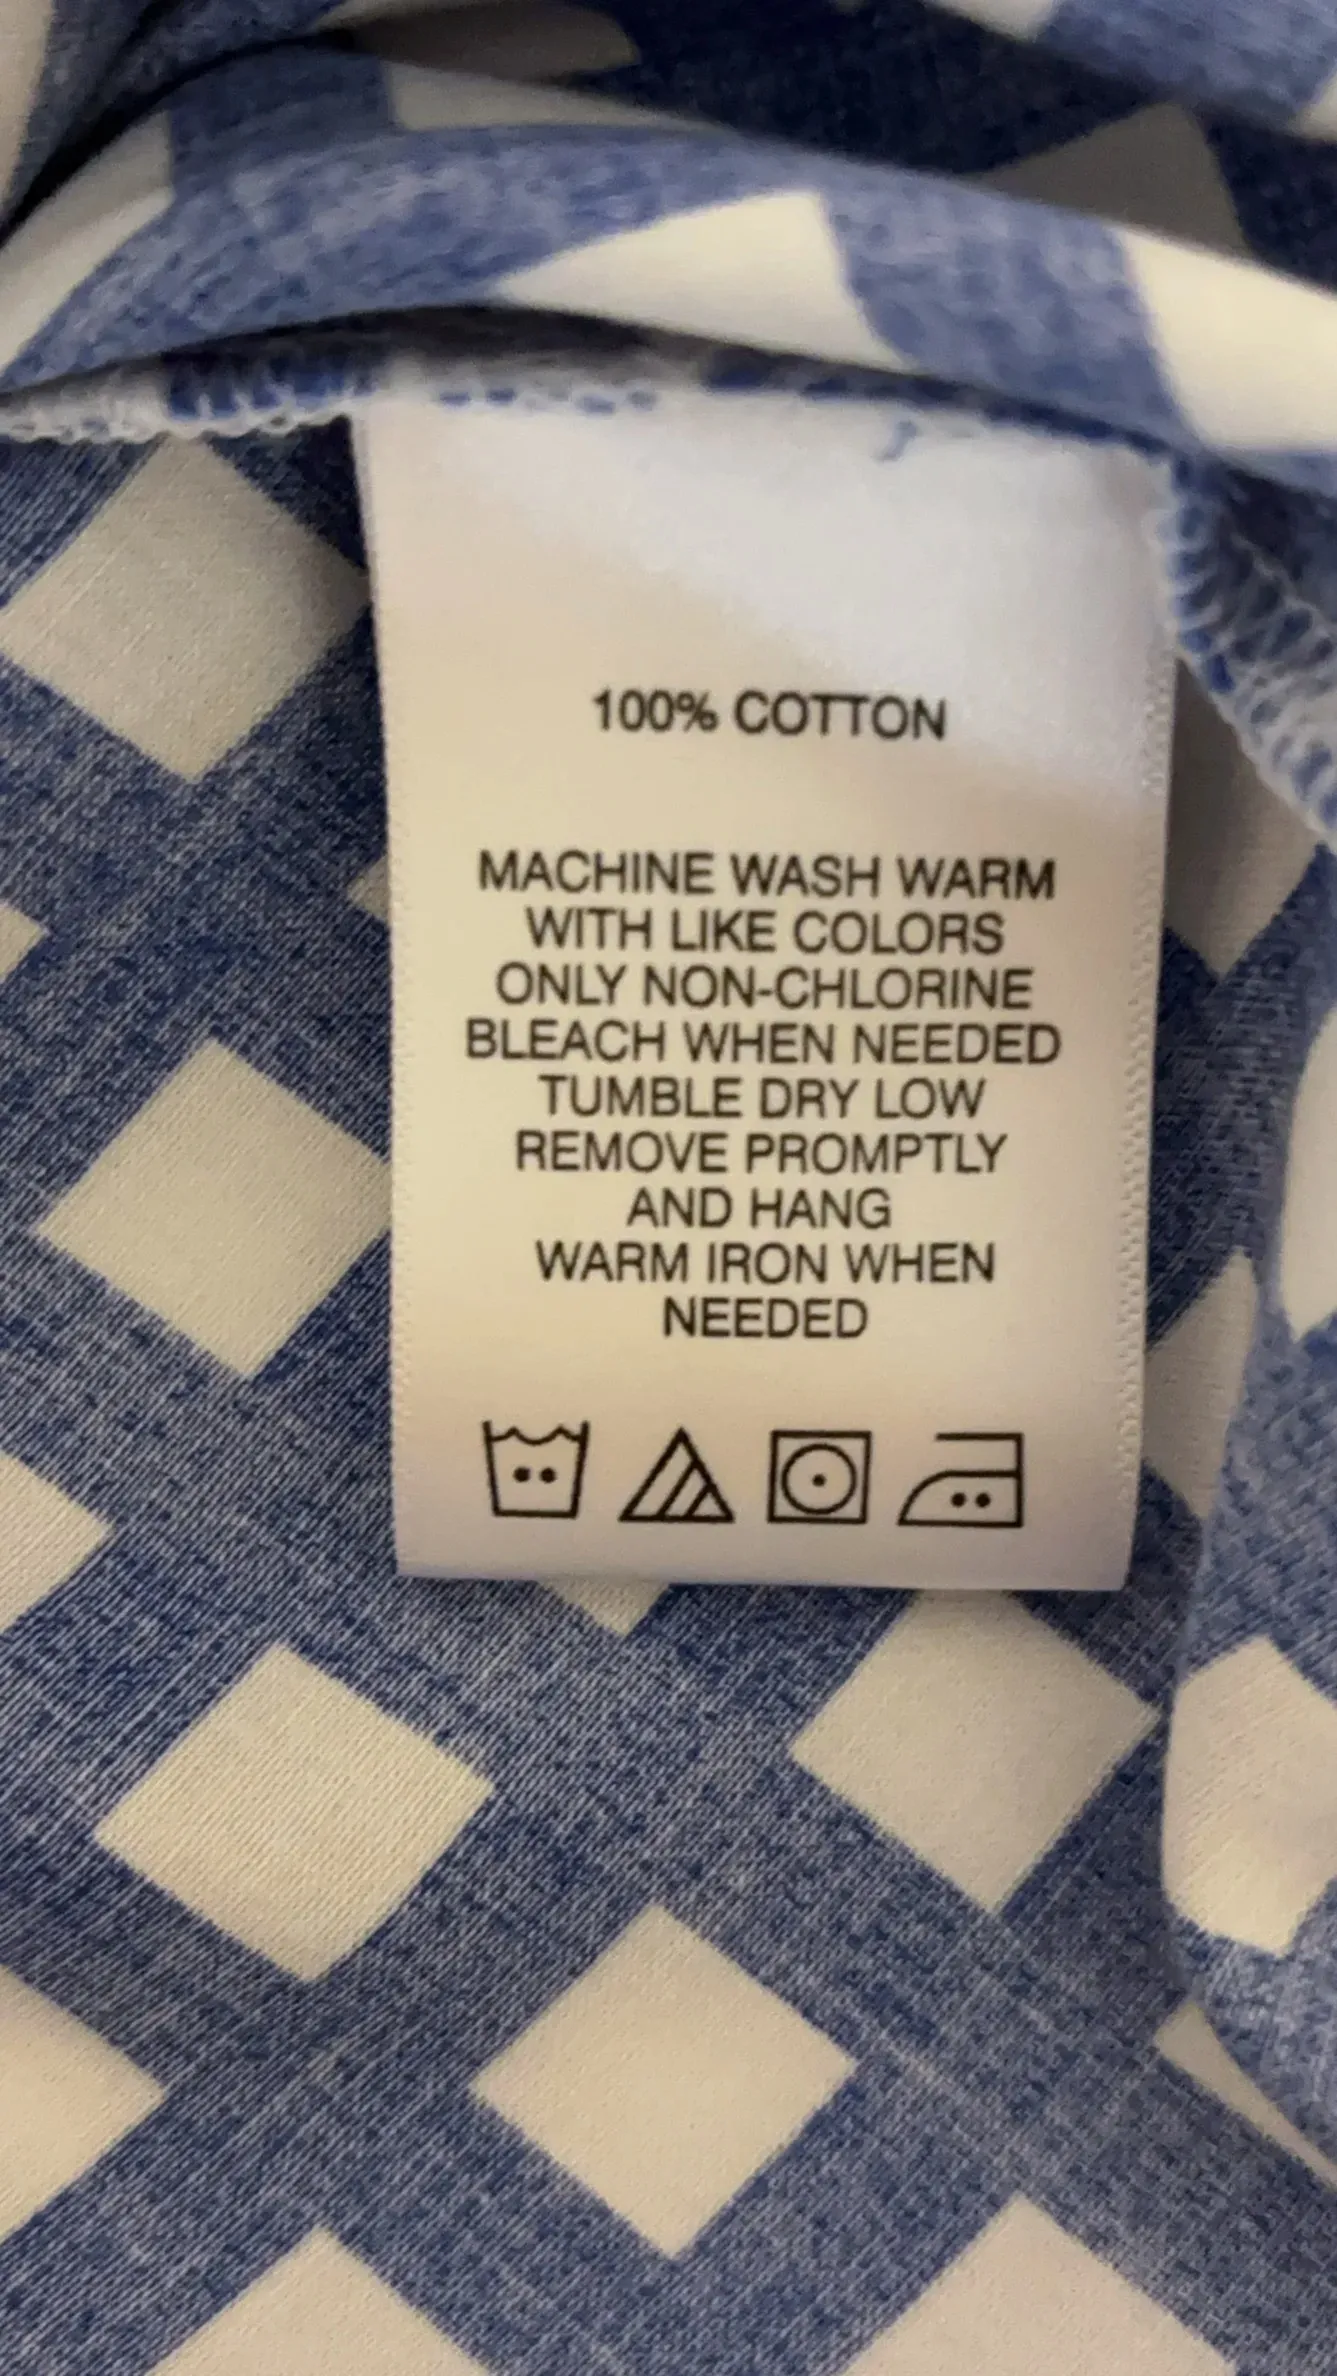 100% COTTON
MACHINE WASH WARM
WITH LIKE COLORS
ONLY NON-CHLORINE
BLEACH WHEN NEEDED
TUMBLE DRY LOW
REMOVE PROMPTLY
AND HANG
WARM IRON WHEN
NEEDED